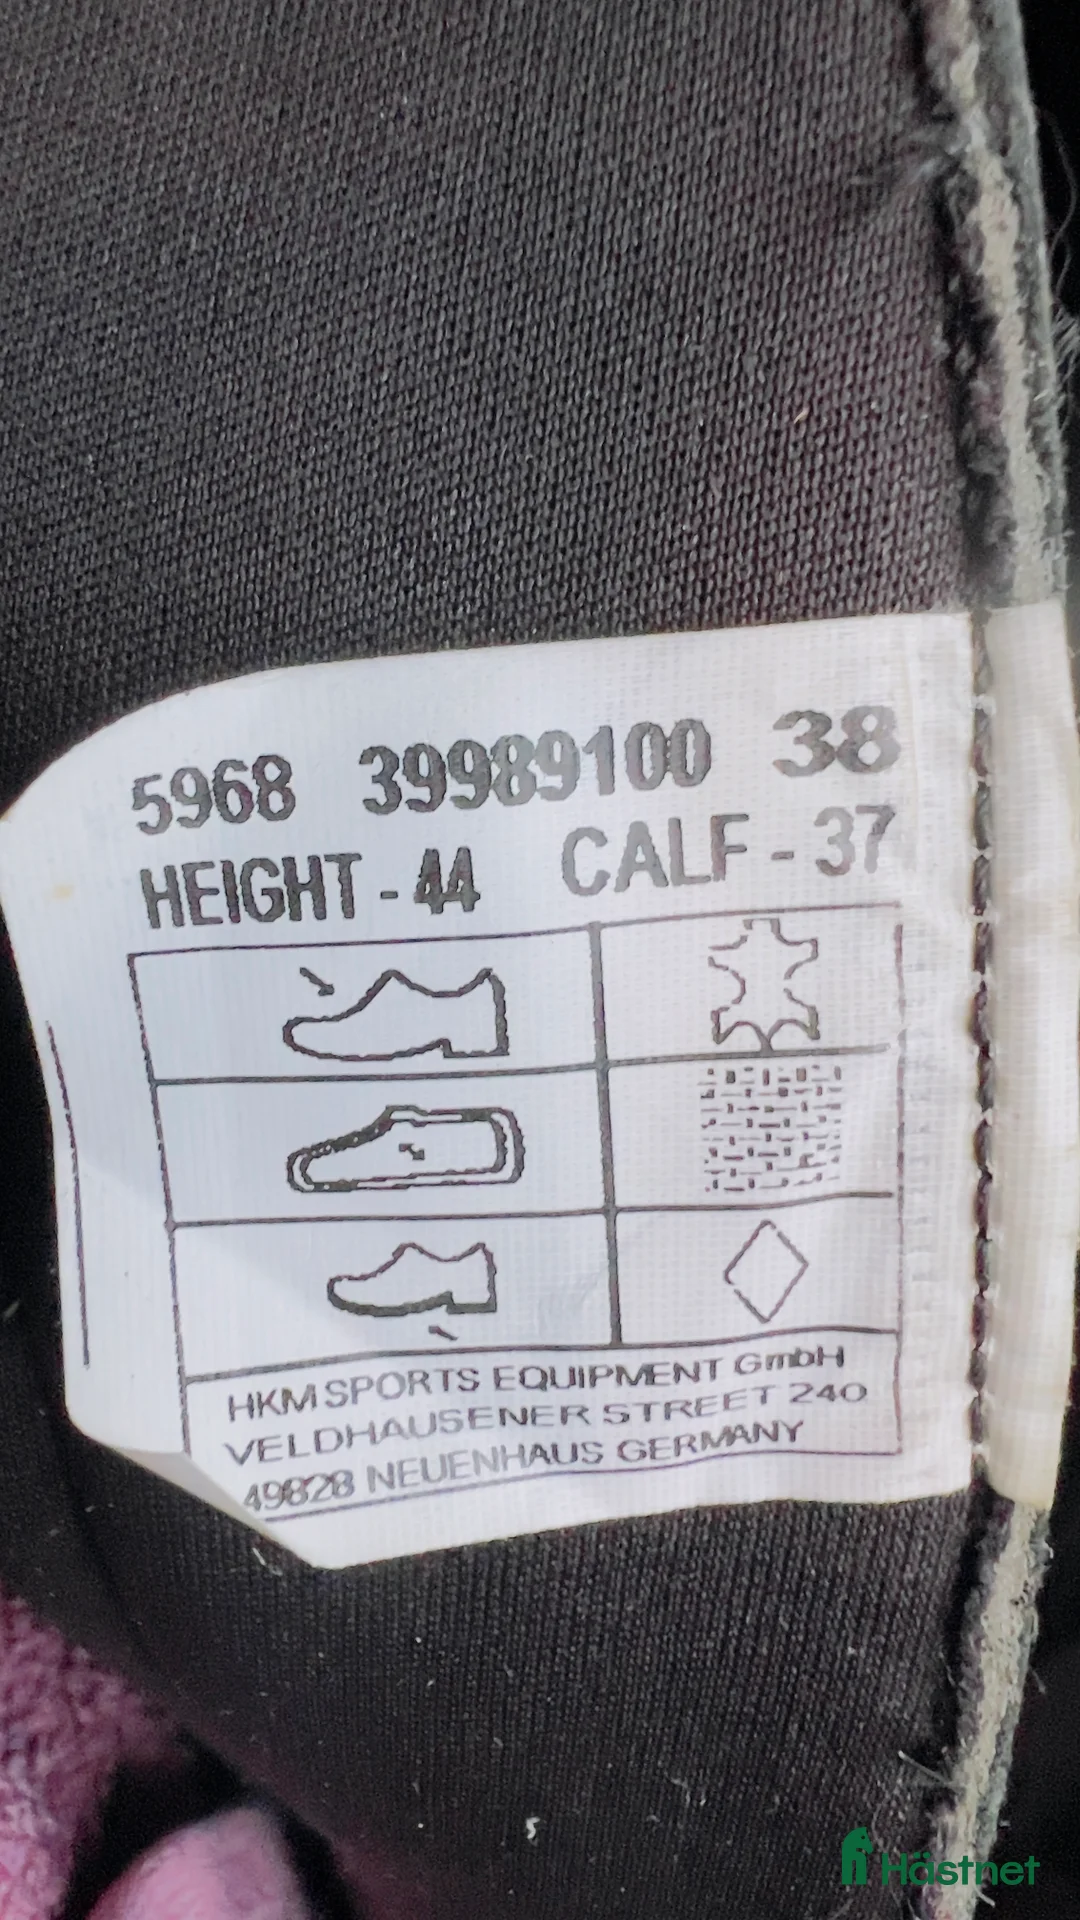 5968 39989100 38
HEIGHT - 44 CALF - 37
HKM SPORTS EQUIPMENT GmbH
VELDHAUSENER STREET 240
49828 NEUENHAUS GERMANY
Hästnet